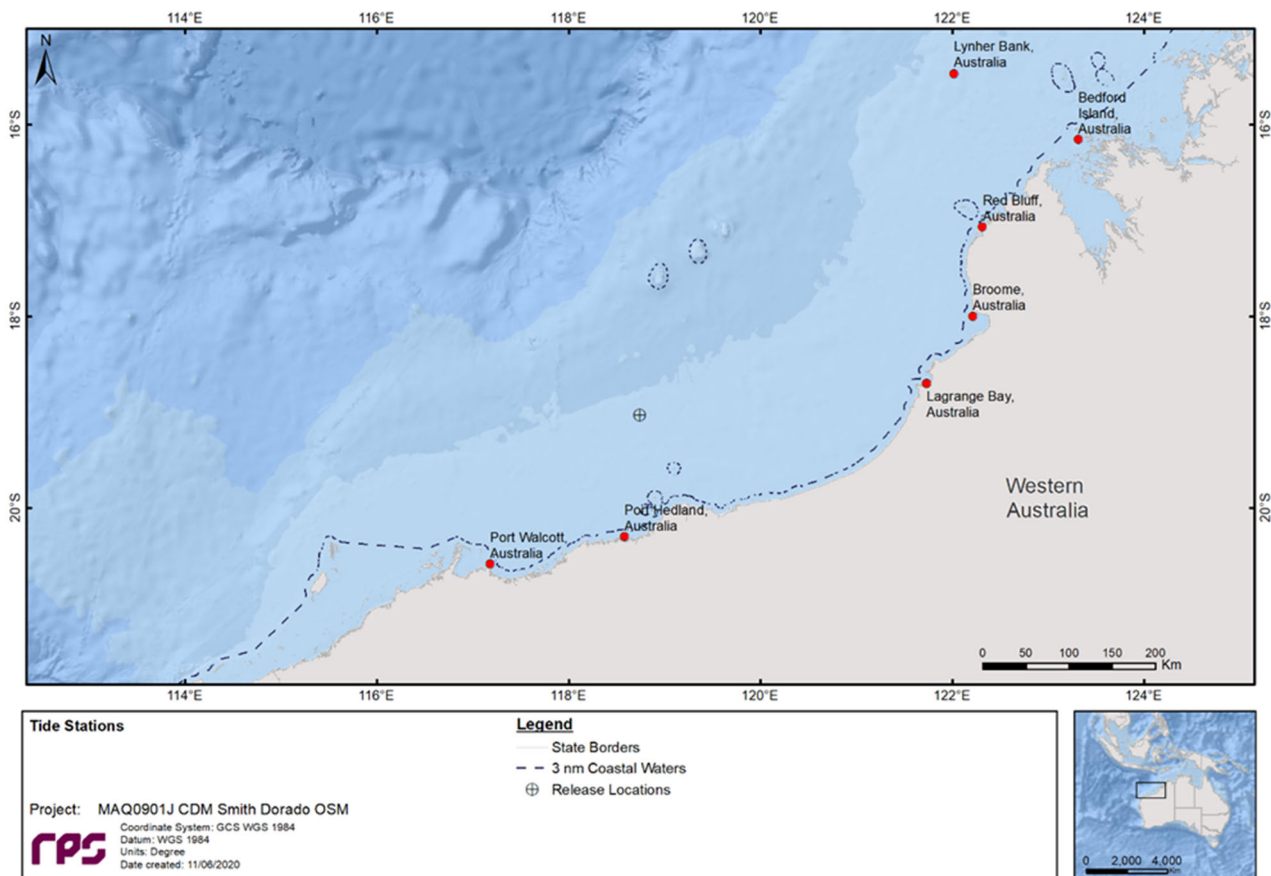 114°E 116°E 118°E 120°E 122°E 124°E
N
Lynher Bank,
Australia
Bedford
Island,
Australia
16°S 16°S
Red Bluff,
Australia
Broome,
Australia
18°S 18°S
Lagrange Bay,
Australia
Western
Australia
20°S 20°S
Port Hedland,
Australia
Port Walcott,
Australia
0 50 100 150 200
Km
114°E 116°E 118°E 120°E 122°E 124°E
Tide Stations
Legend
State Borders
3 nm Coastal Waters
Release Locations
Project: MAQ0901J CDM Smith Dorado OSM
rps
Coordinate System: GCS WGS 1984
Datum: WGS 1984
Units: Degree
Date created: 11/06/2020
0 2,000 4,000
Km